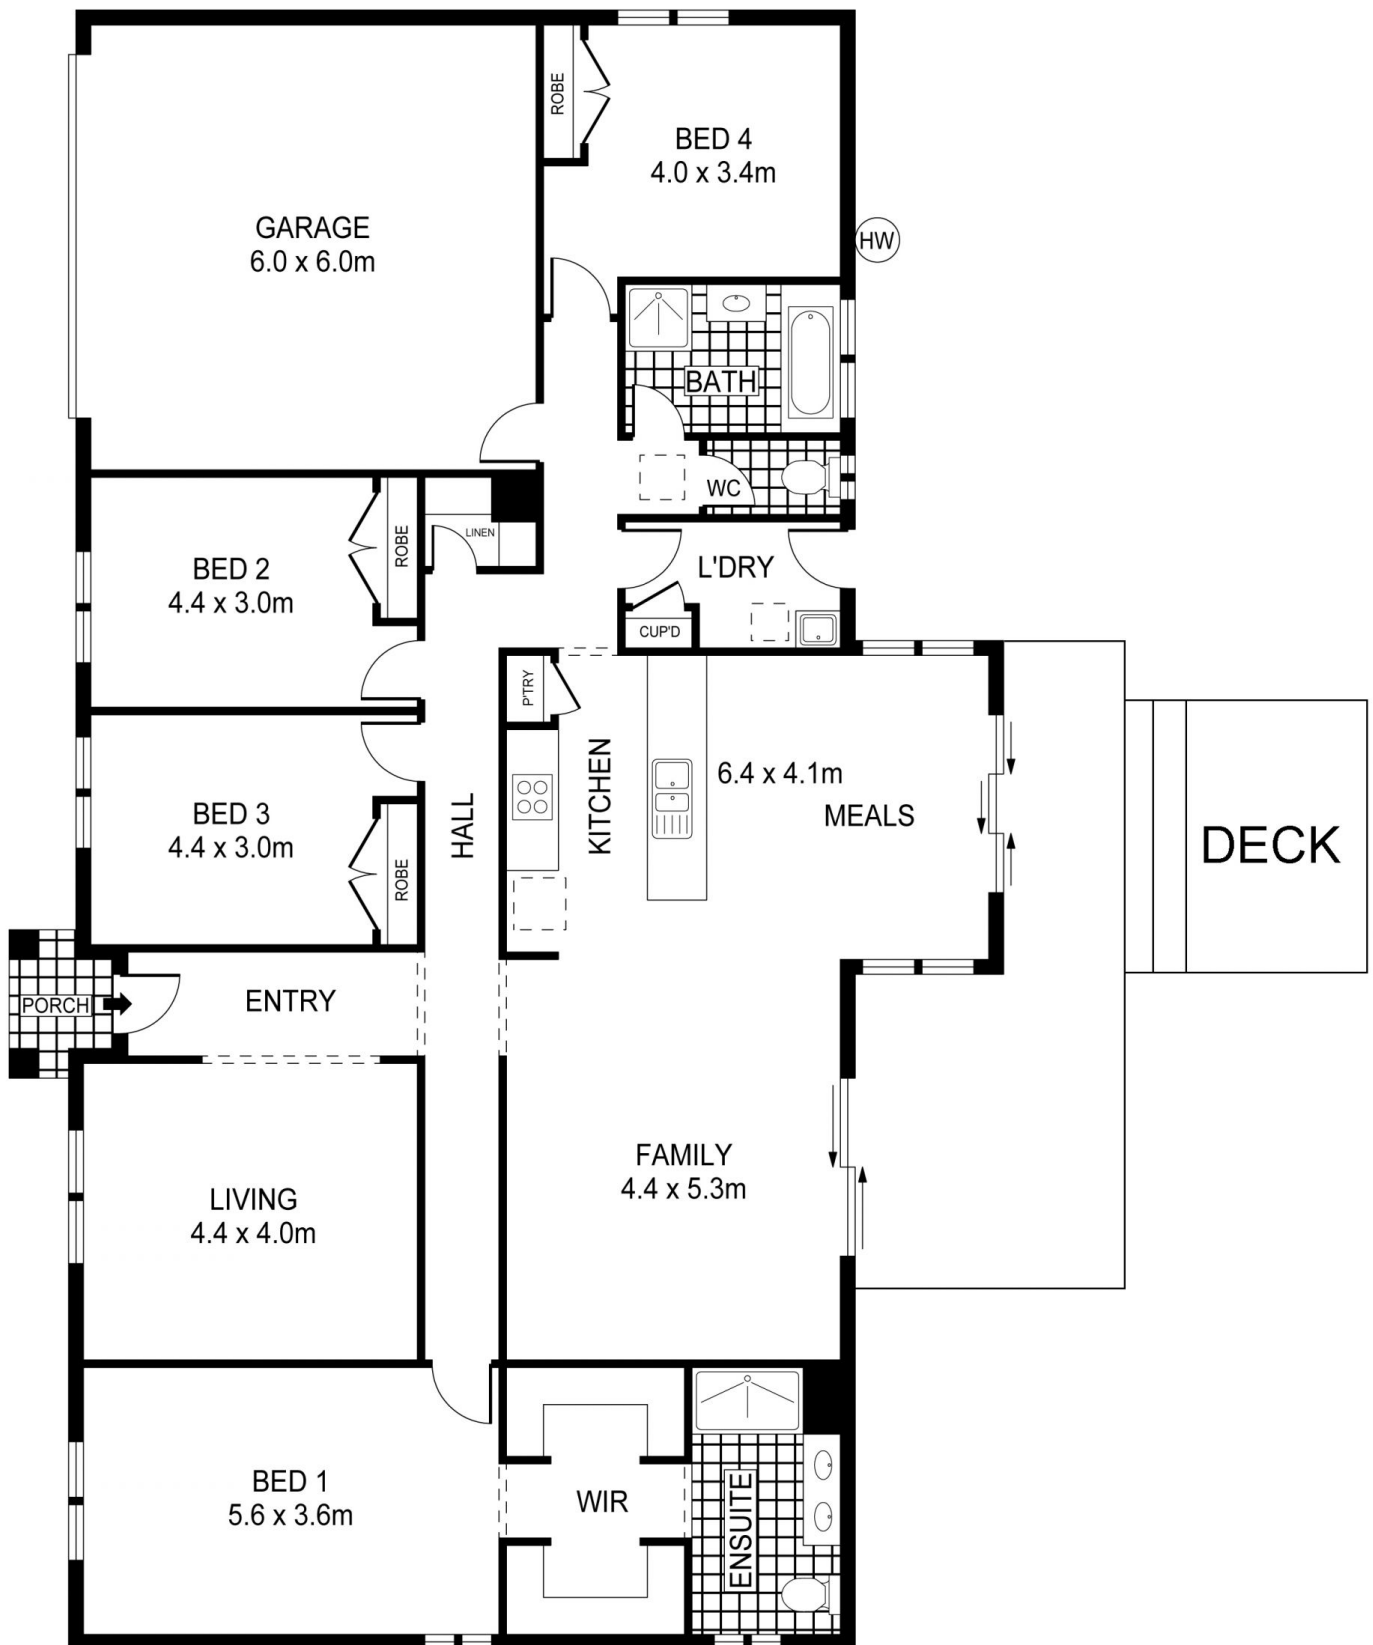 ROBE
BED 4
4.0 x 3.4m
GARAGE
6.0 x 6.0m
HW
BATH
WC
LINEN
ROBE
BED 2
4.4 x 3.0m
L'DRY
CUP'D
P'TRY
KITCHEN
6.4 x 4.1m
MEALS
HALL
BED 3
4.4 x 3.0m
ROBE
DECK
PORCH
ENTRY
FAMILY
4.4 x 5.3m
LIVING
4.4 x 4.0m
BED 1
5.6 x 3.6m
WIR
ENSUITE